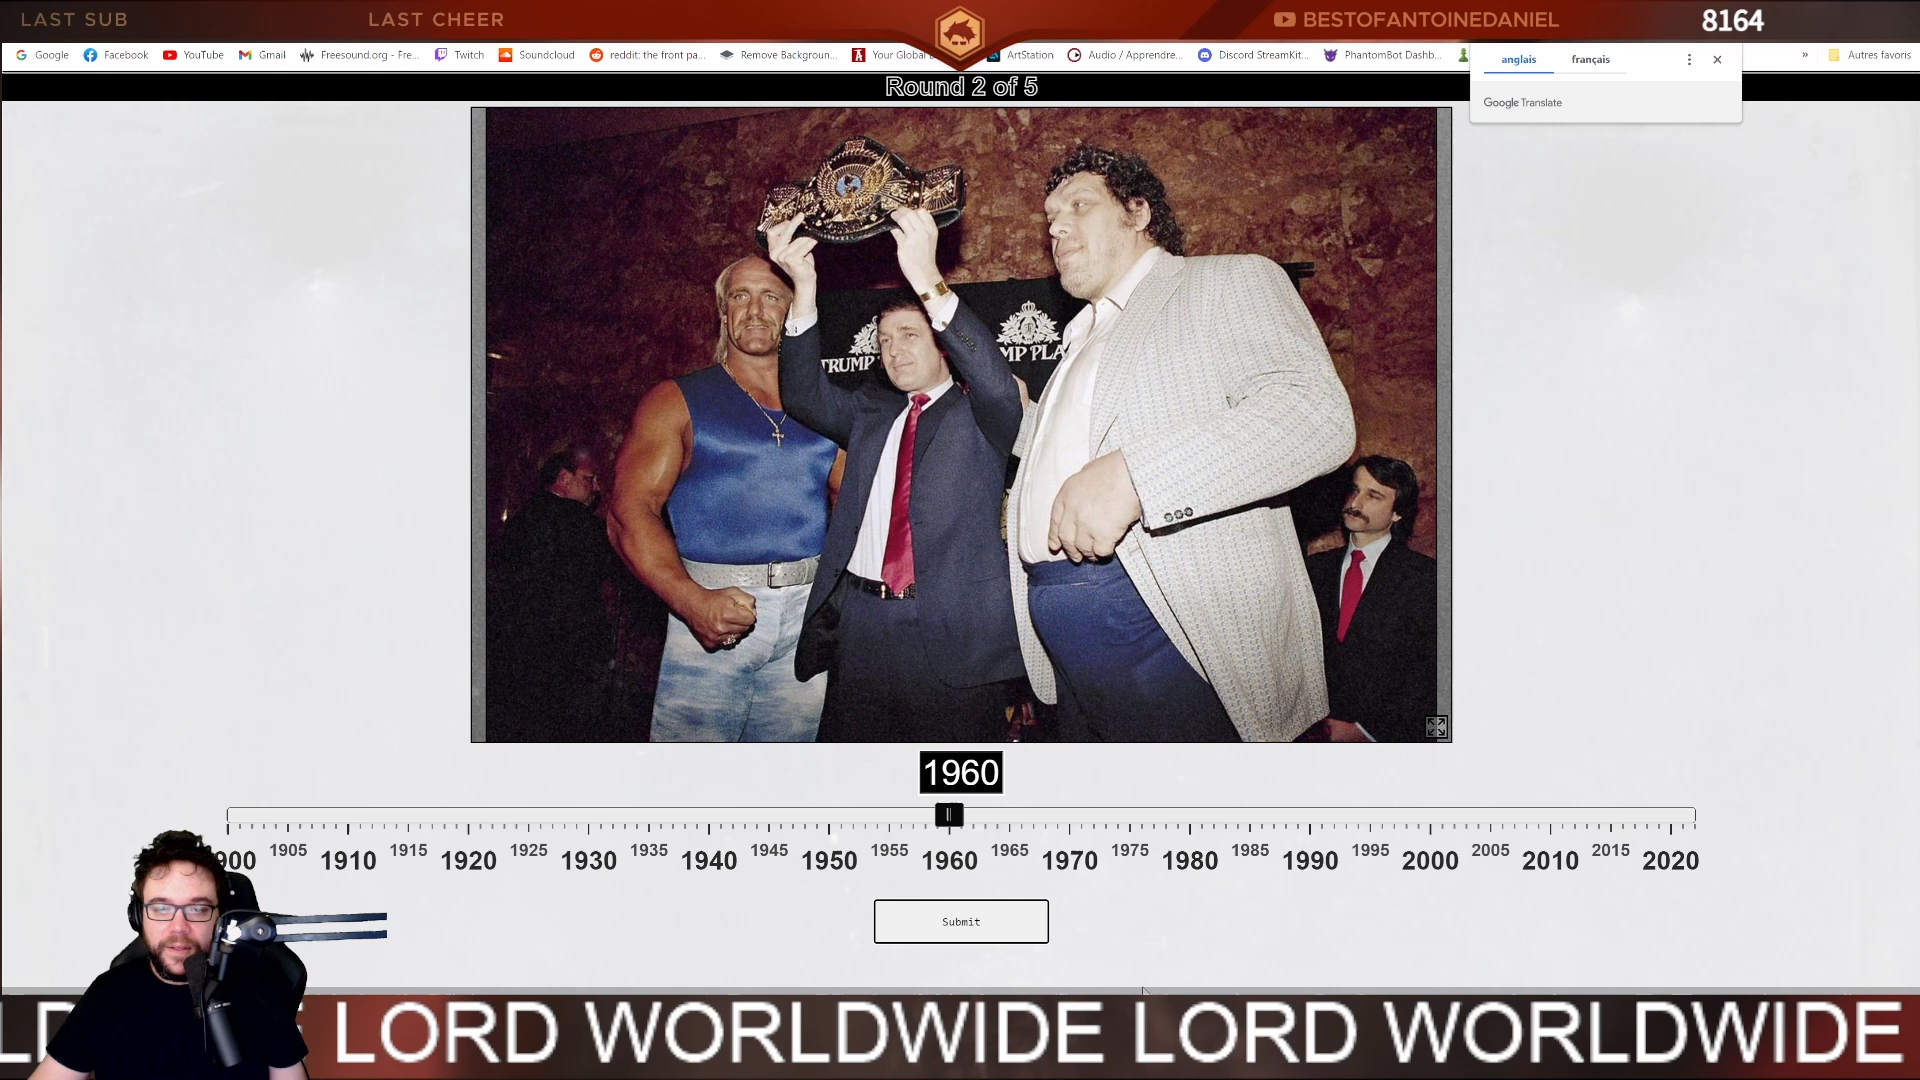 LAST SUB
LAST CHEER
BESTOFANTOINEDANIEL
8164
Google
Facebook
YouTube
Gmail
Freesound.org - Fre...
Twitch
Soundcloud
reddit: the front pa...
Remove Backgroun...
Your Global
ArtStation
Audio / Apprendre...
Discord StreamKit...
PhantomBot Dashb...
»
Autres favoris
anglais
français
Google Translate
Round 2 of 5
TRUMP
MP PLA
1960
900
1905
1910
1915
1920
1925
1930
1935
1940
1945
1950
1955
1960
1965
1970
1975
1980
1985
1990
1995
2000
2005
2010
2015
2020
Submit
LORD WORLDWIDE LORD WORLDWIDE